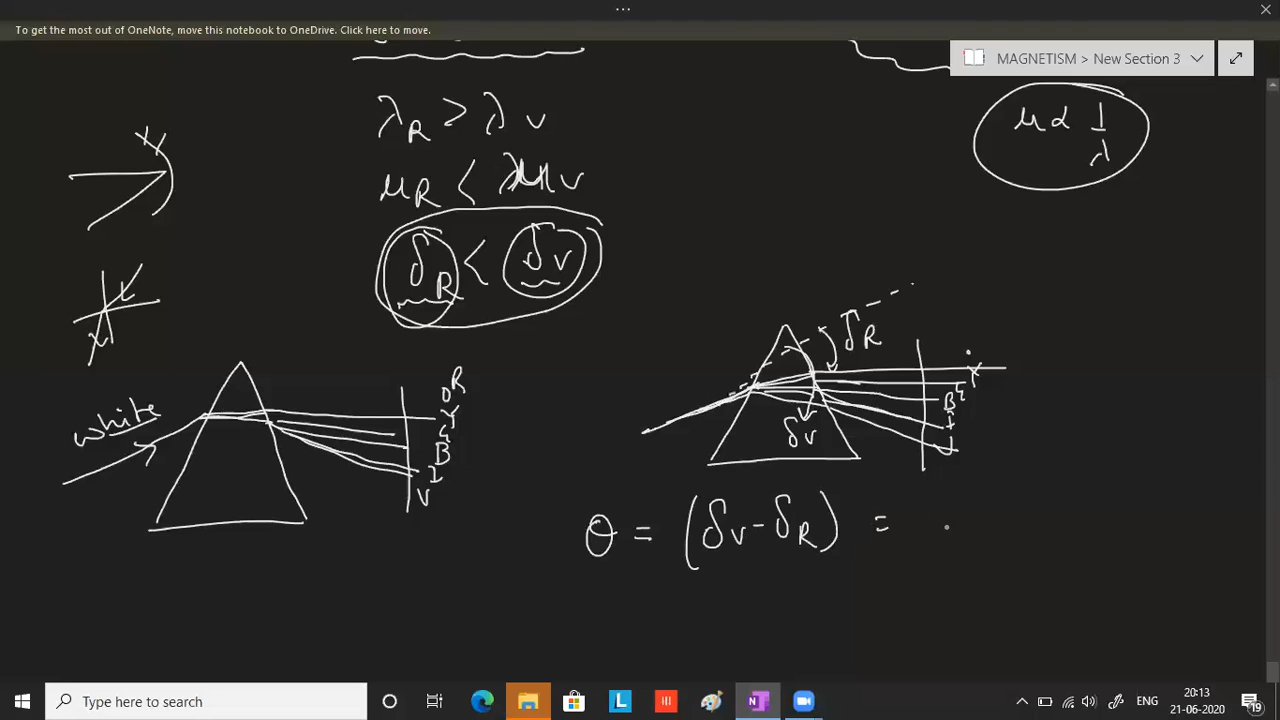 To get the most out of OneNote, move this notebook to OneDrive. Click here to move.
MAGNETISM > New Section 3
λR > λv
μ ∝ 1/λ
μR < μv
δR < δv
δR
white
R
O
Y
G
B
I
V
G
B
I
δv
θ = (δv - δR) =
Type here to search
L
ENG
20:13
21-06-2020
19